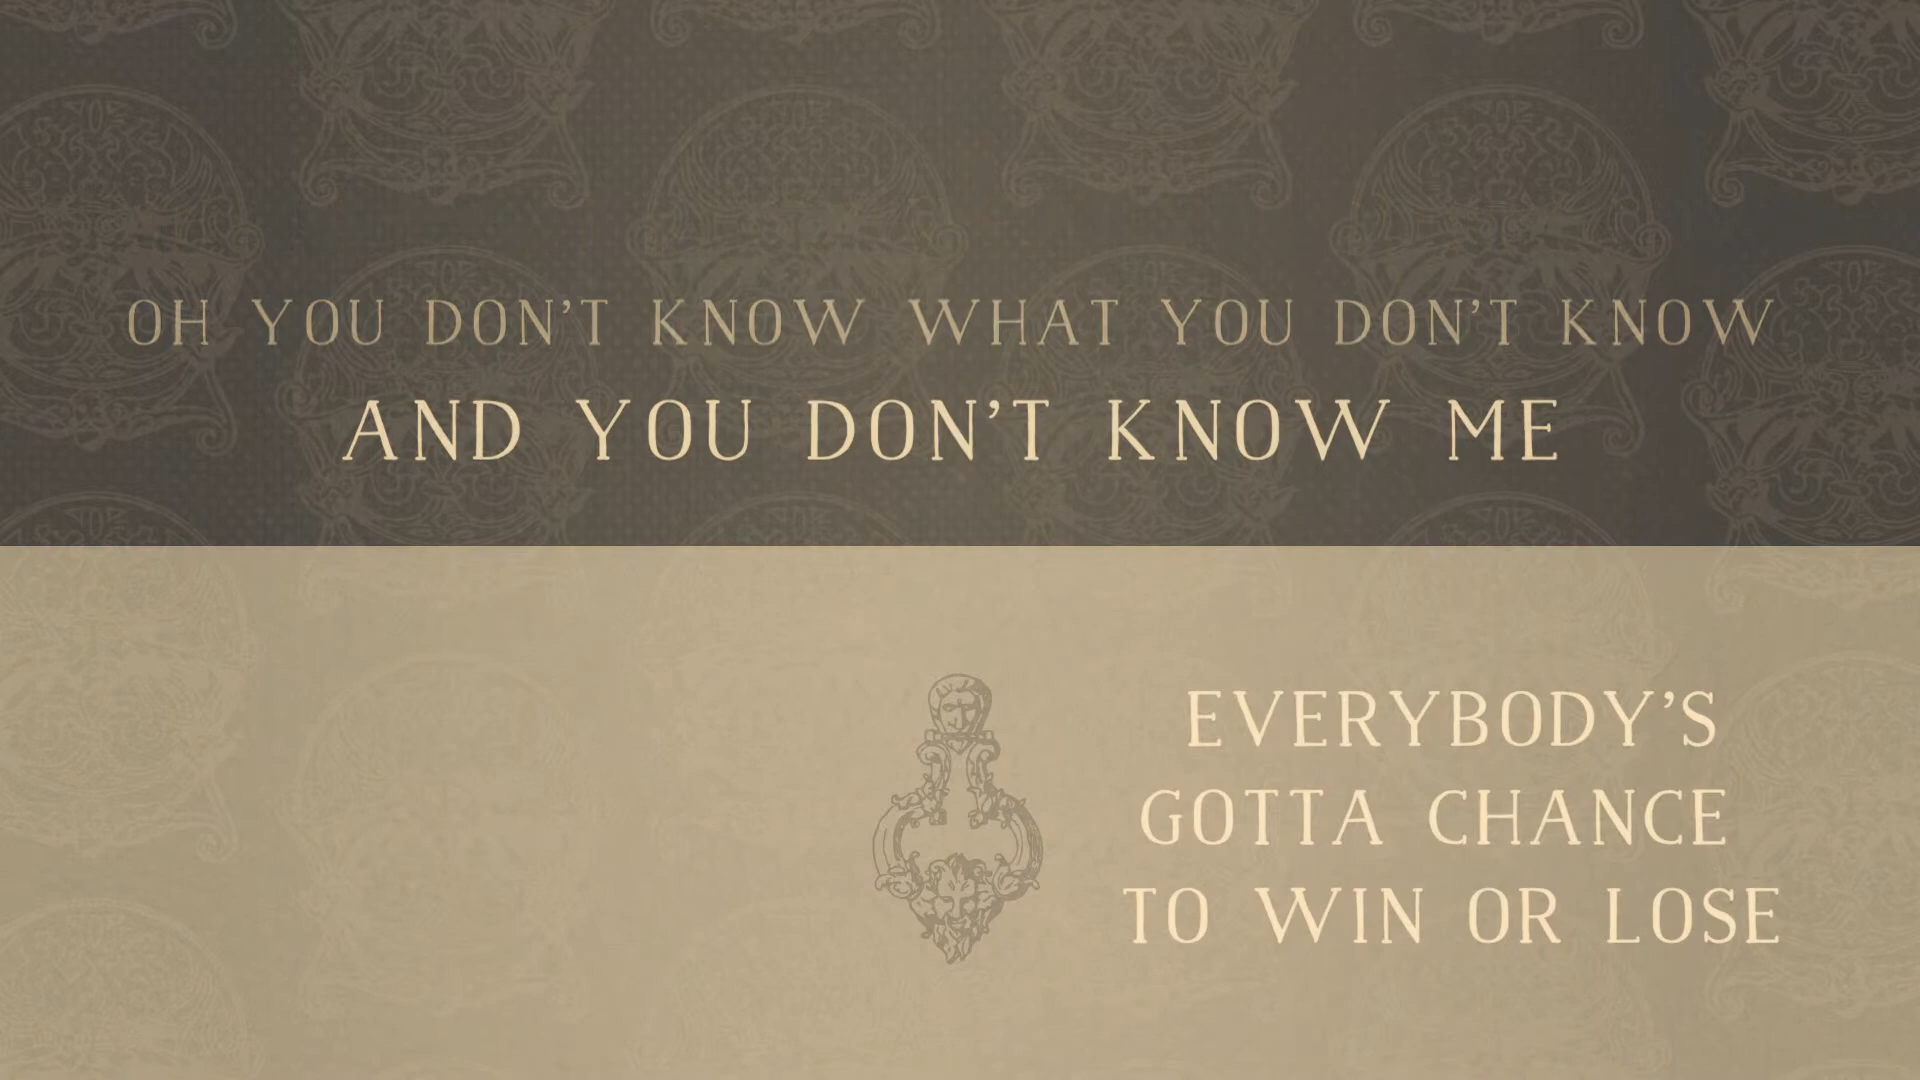 OH YOU DON'T KNOW WHAT YOU DON'T KNOW
AND YOU DON'T KNOW ME
EVERYBODY'S
GOTTA CHANCE
TO WIN OR LOSE